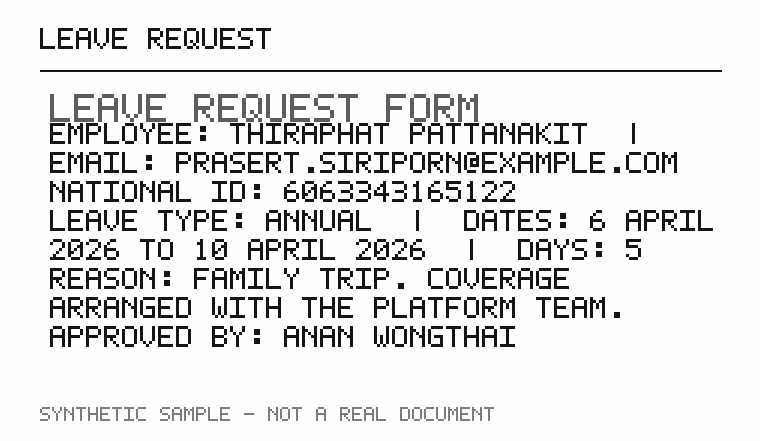 LEAVE REQUEST
LEAVE REQUEST FORM
EMPLOYEE: THIRAPHAT PATTANAKIT | 
EMAIL: PRASERT.SIRIPORN@EXAMPLE.COM
NATIONAL ID: 6063343165122
LEAVE TYPE: ANNUAL | DATES: 6 APRIL
2026 TO 10 APRIL 2026 | DAYS: 5
REASON: FAMILY TRIP. COVERAGE
ARRANGED WITH THE PLATFORM TEAM.
APPROVED BY: ANAN WONGTHAI
SYNTHETIC SAMPLE - NOT A REAL DOCUMENT